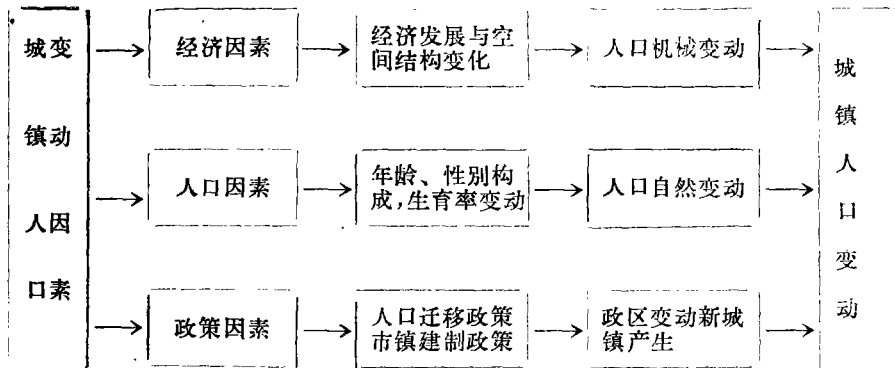 城镇人口
变动因素
经济因素
经济发展与空
间结构变化
人口机械变动
人口因素
年龄、性别构
成,生育率变动
人口自然变动
政策因素
人口迁移政策
市镇建制政策
政区变动新城
镇产生
城镇人口变动